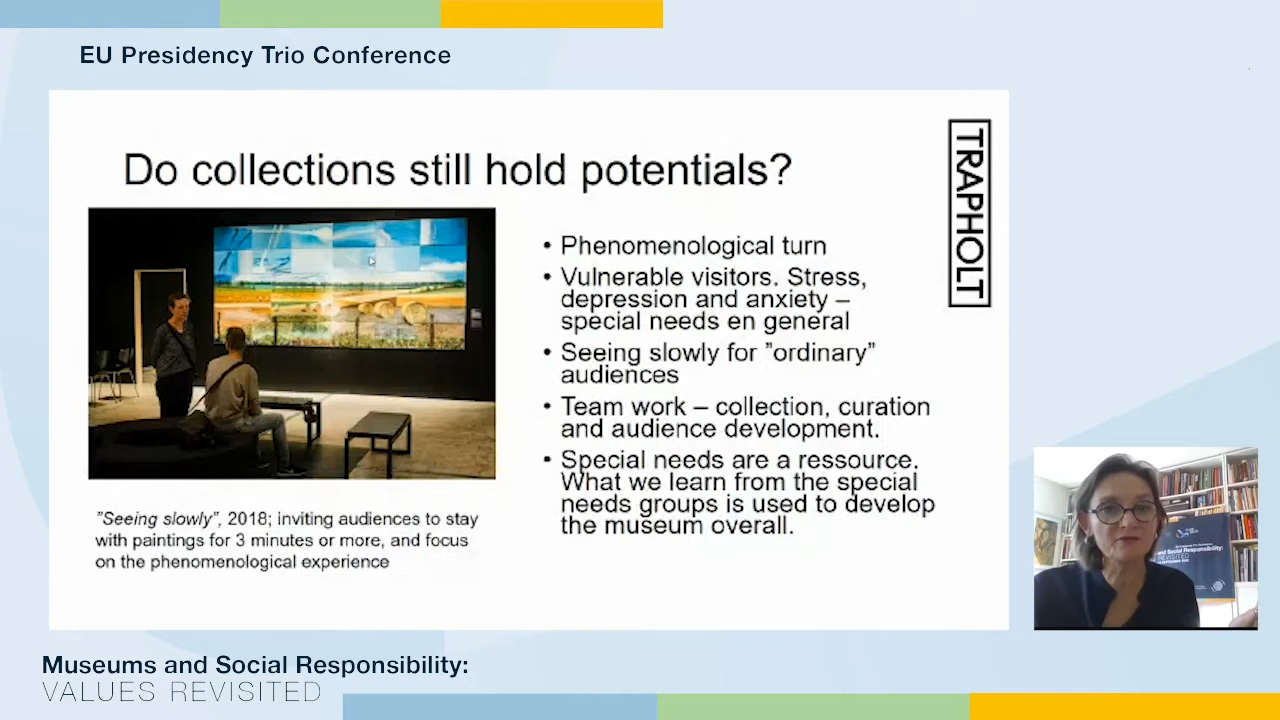 EU Presidency Trio Conference
Do collections still hold potentials?
TRAPHOLT
• Phenomenological turn
• Vulnerable visitors. Stress,
depression and anxiety –
special needs en general
• Seeing slowly for ”ordinary”
audiences
• Team work – collection, curation
and audience development.
• Special needs are a ressource.
What we learn from the special
needs groups is used to develop
the museum overall.
”Seeing slowly”, 2018; inviting audiences to stay
with paintings for 3 minutes or more, and focus
on the phenomenological experience
and Social Responsibility:
REVISITED
Museums and Social Responsibility:
VALUES REVISITED